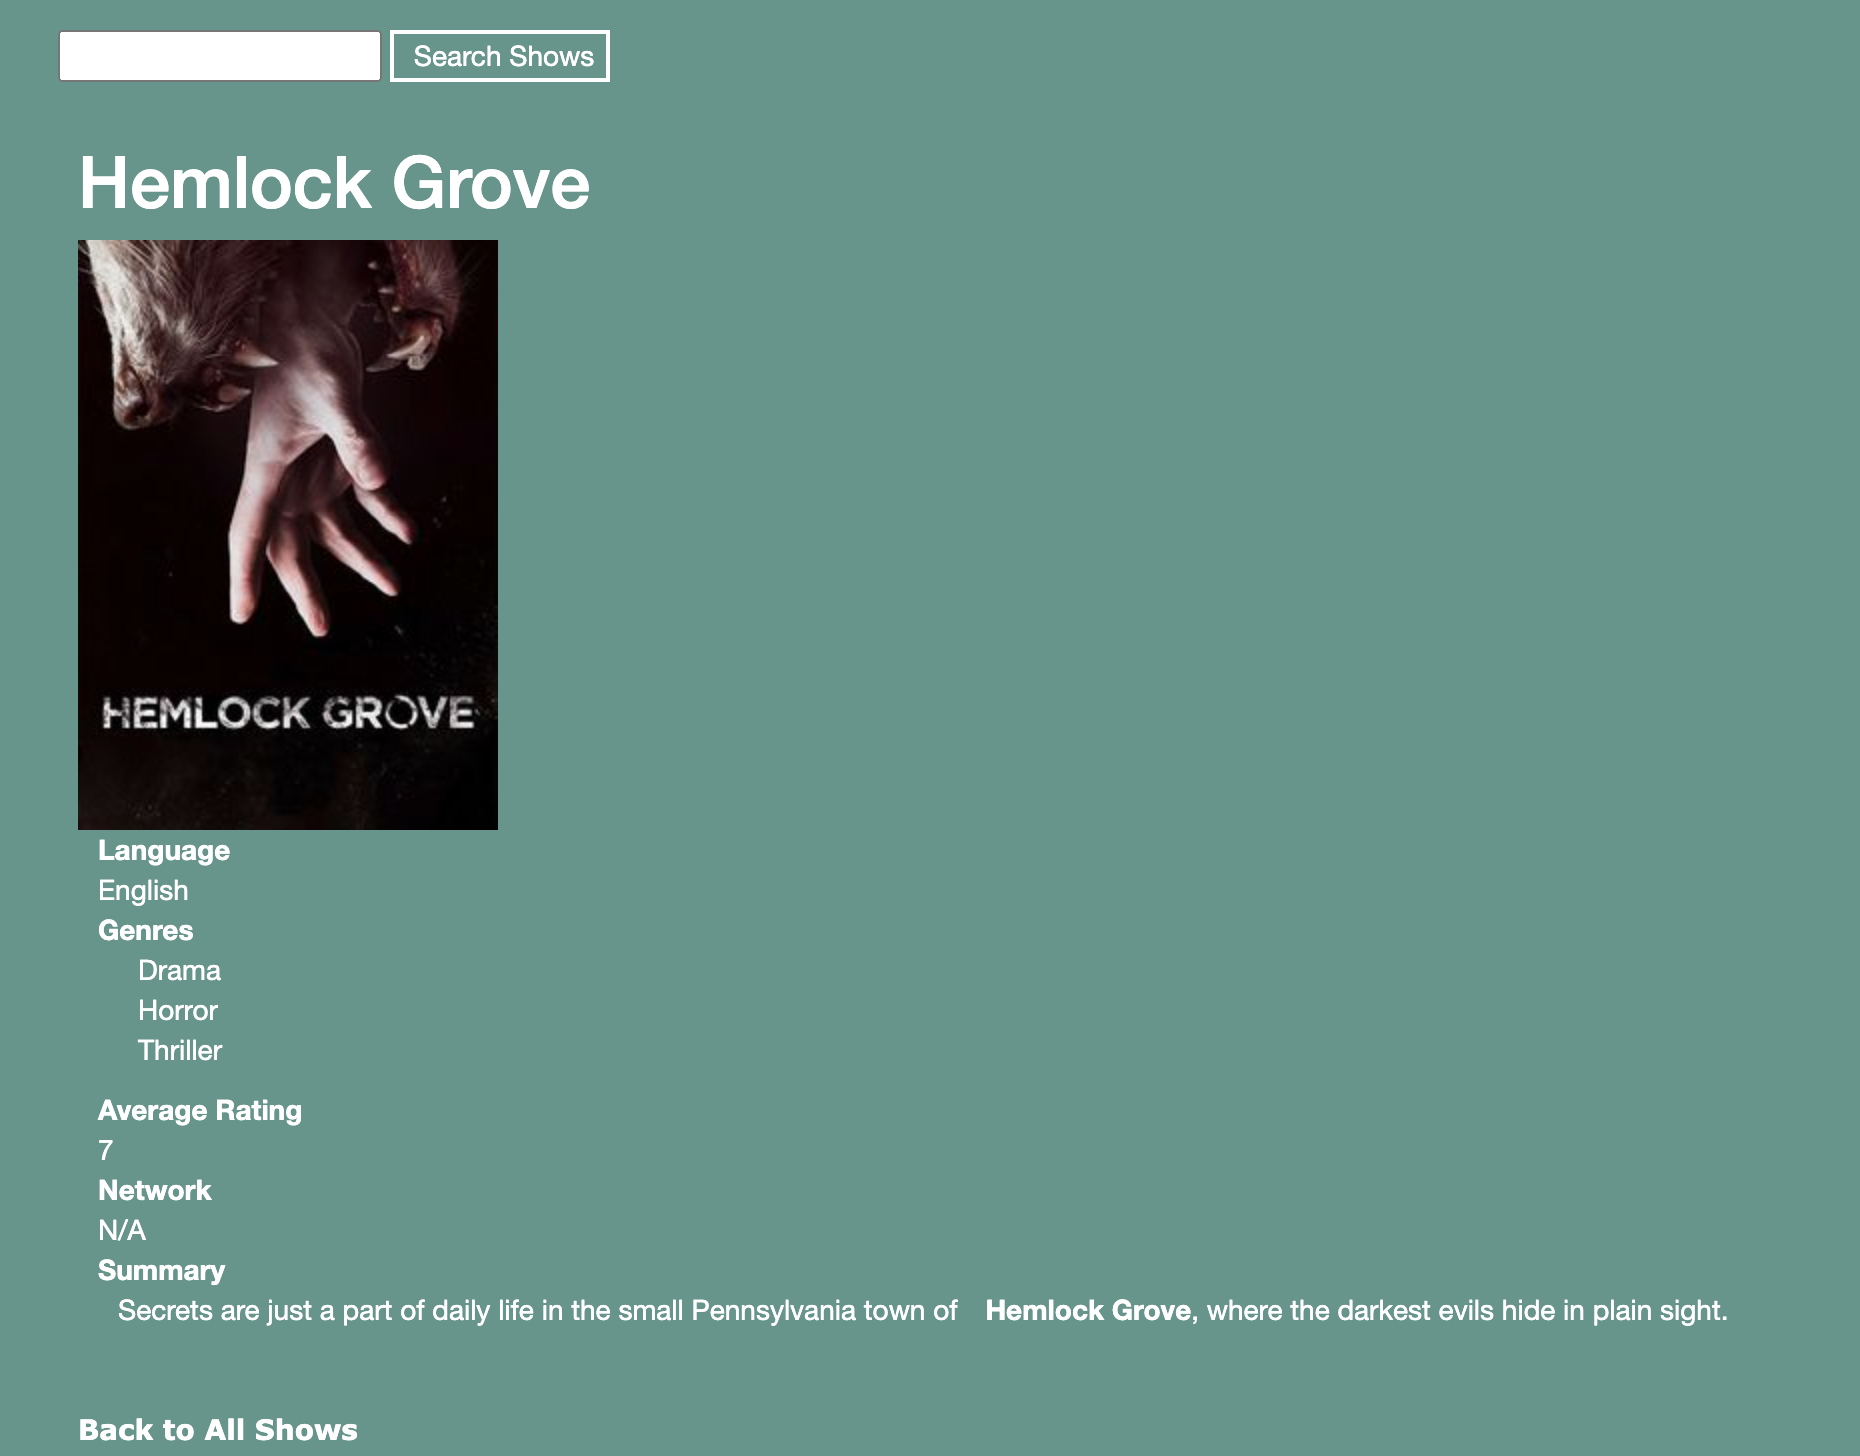 Search Shows
Hemlock Grove
HEMLOCK GROVE
Language
English
Genres
Drama
Horror
Thriller
Average Rating
7
Network
N/A
Summary
Secrets are just a part of daily life in the small Pennsylvania town of Hemlock Grove, where the darkest evils hide in plain sight.
Back to All Shows